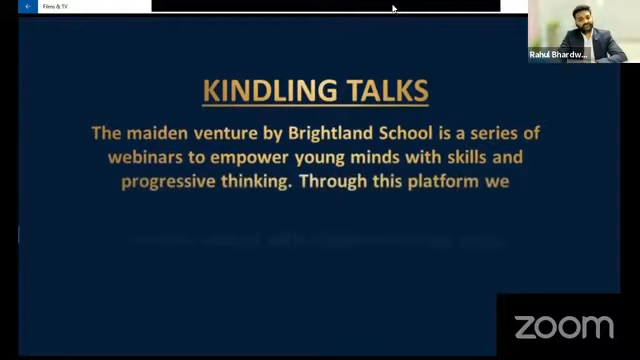 Films & TV
Rahul Bhardw...
KINDLING TALKS
The maiden venture by Brightland School is a series of
webinars to empower young minds with skills and
progressive thinking. Through this platform we
zoom